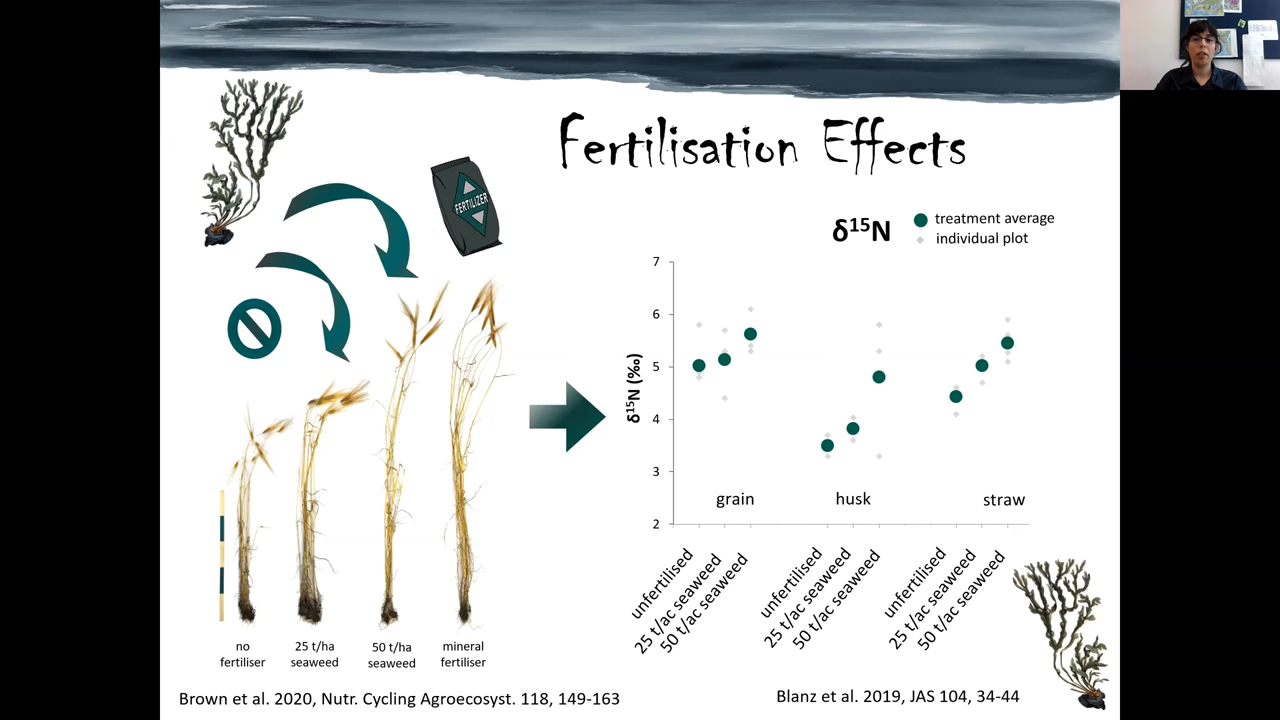 Fertilisation Effects
FERTILIZER
δ¹⁵N
treatment average
individual plot
7
6
5
4
3
2
δ¹⁵N (‰)
grain
husk
straw
unfertilised
25 t/ac seaweed
50 t/ac seaweed
unfertilised
25 t/ac seaweed
50 t/ac seaweed
unfertilised
25 t/ac seaweed
50 t/ac seaweed
no
fertiliser
25 t/ha
seaweed
50 t/ha
seaweed
mineral
fertiliser
Brown et al. 2020, Nutr. Cycling Agroecosyst. 118, 149-163
Blanz et al. 2019, JAS 104, 34-44